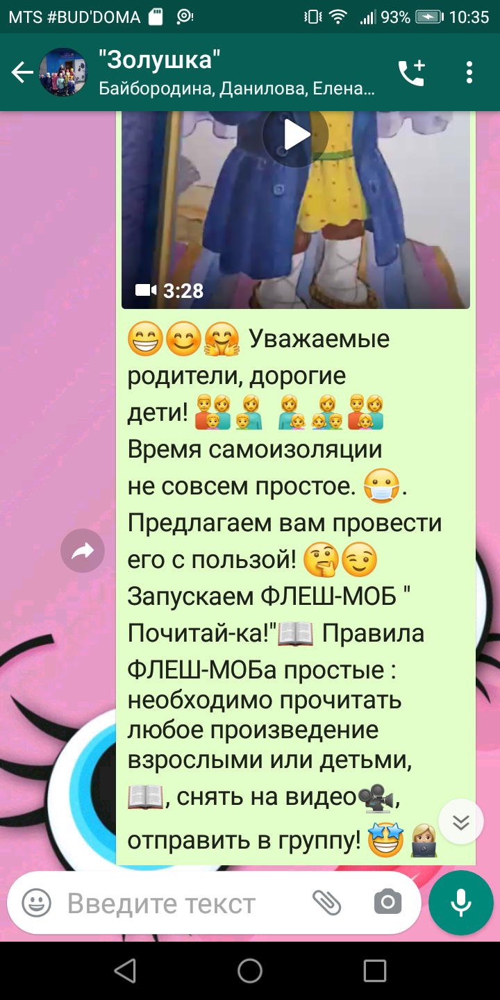 MTS #BUD'DOMA 93% 10:35
"Золушка"
Байбородина, Данилова, Елена...
3:28
😁😊🤗 Уважаемые
родители, дорогие
дети! 👨‍👩‍👦👩‍👦 👩‍👧👩‍👧‍👦👨‍👩‍👧
Время самоизоляции
не совсем простое. 😷.
Предлагаем вам провести
его с пользой! 🤔😉
Запускаем ФЛЕШ-МОБ "
Почитай-ка!"📖 Правила
ФЛЕШ-МОБа простые :
необходимо прочитать
любое произведение
взрослыми или детьми,
📖, снять на видео🎥,
отправить в группу! 🤩👩🏼‍💻
Введите текст